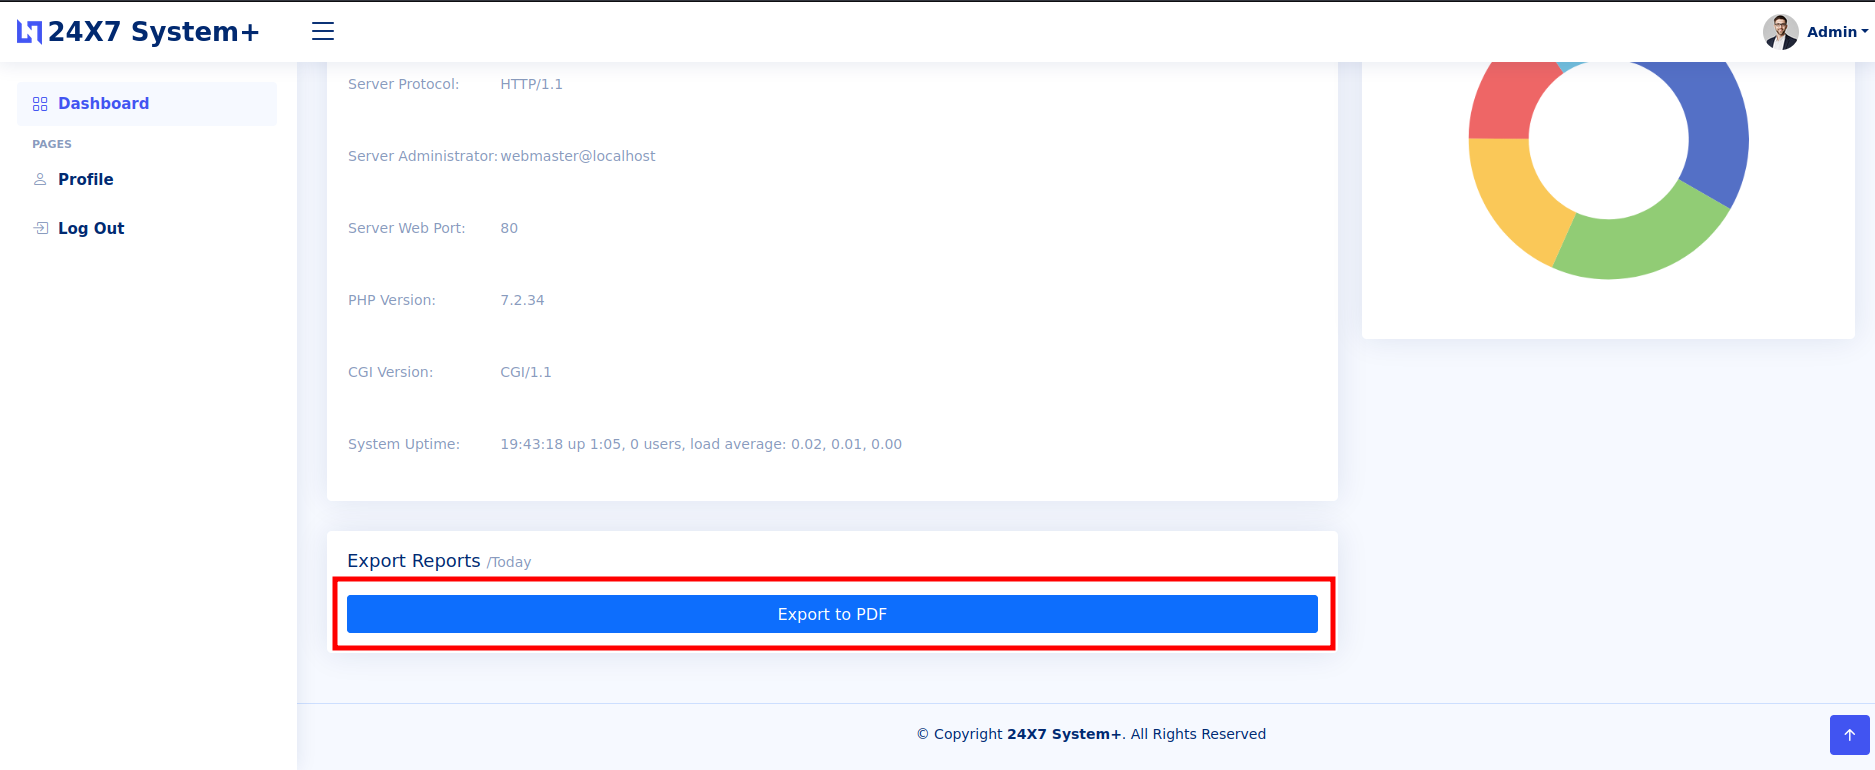 24X7 System+
Admin
Dashboard
PAGES
Profile
Log Out
Server Protocol: HTTP/1.1
Server Administrator: webmaster@localhost
Server Web Port: 80
PHP Version: 7.2.34
CGI Version: CGI/1.1
System Uptime: 19:43:18 up 1:05, 0 users, load average: 0.02, 0.01, 0.00
Export Reports /Today
Export to PDF
© Copyright 24X7 System+. All Rights Reserved